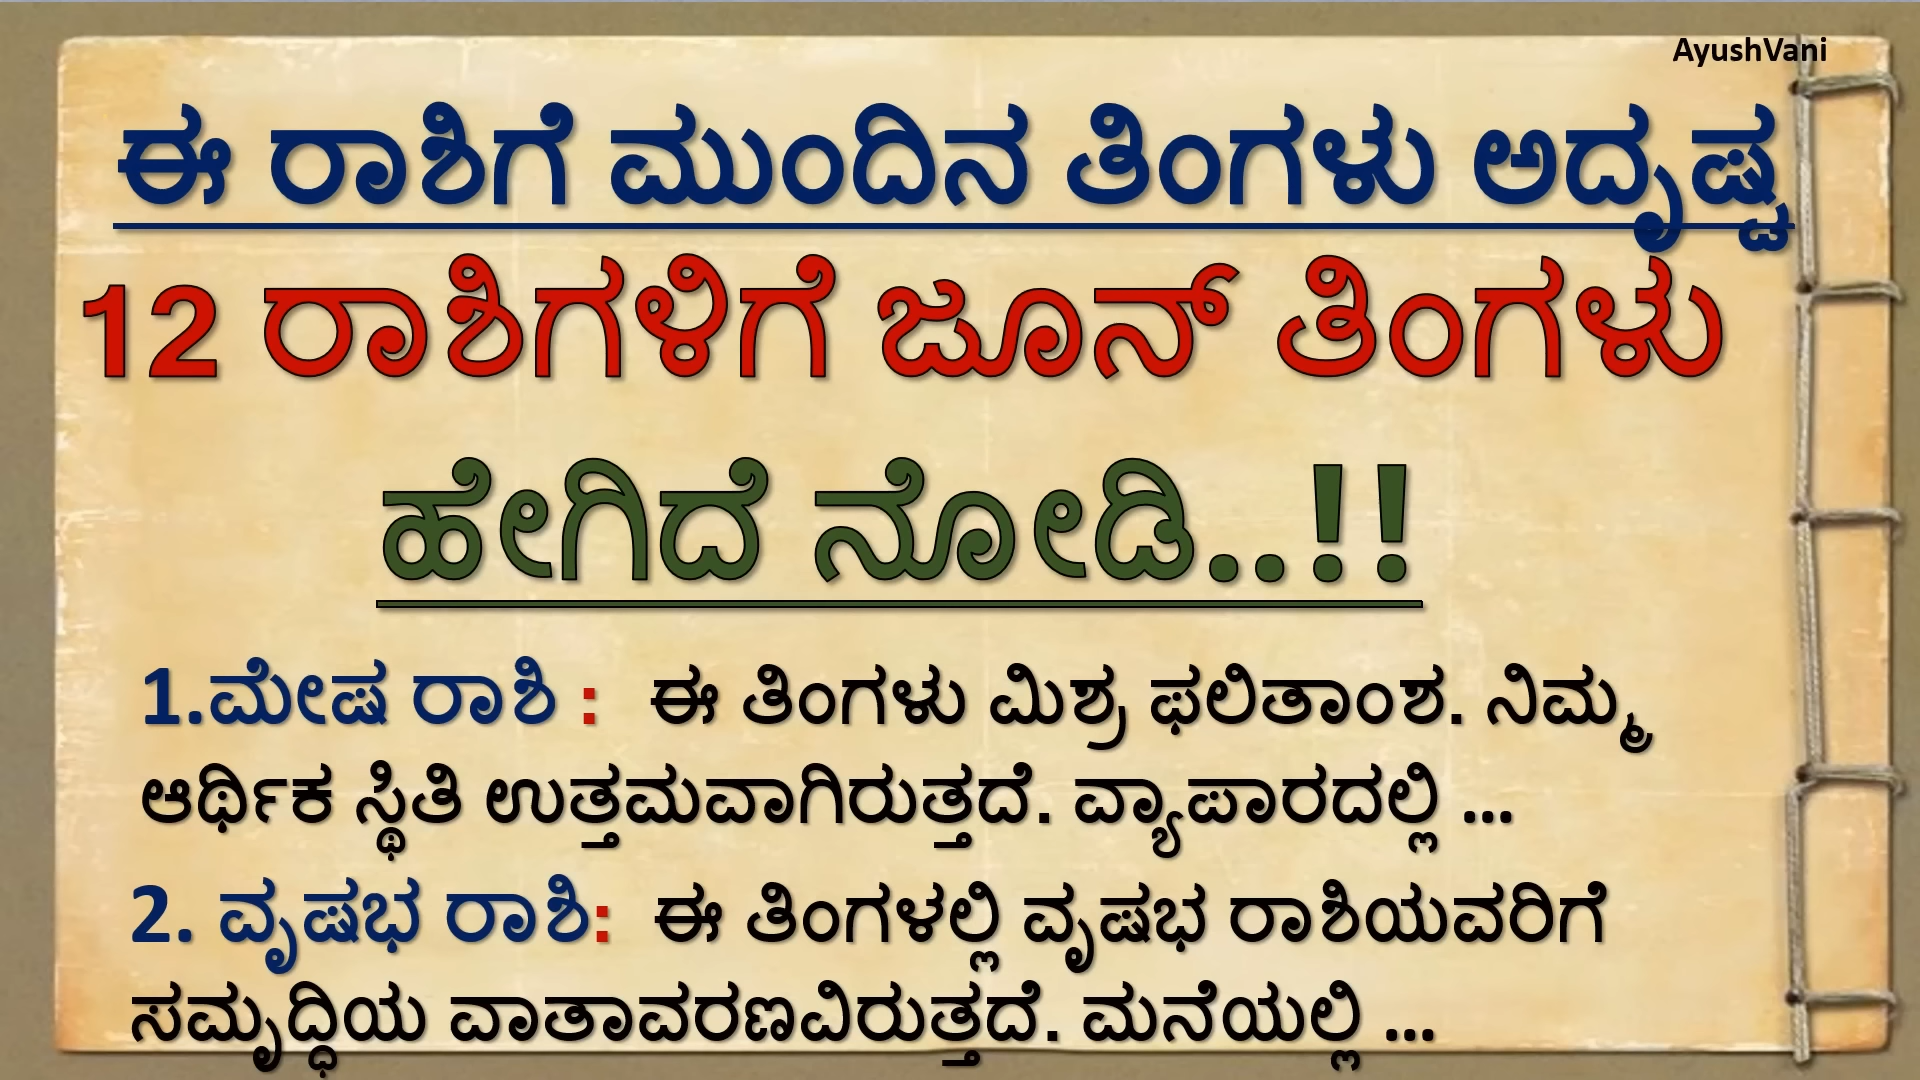 AyushVani
ಈ ರಾಶಿಗೆ ಮುಂದಿನ ತಿಂಗಳು ಅದೃಷ್ಟ
12 ರಾಶಿಗಳಿಗೆ ಜೂನ್ ತಿಂಗಳು
ಹೇಗಿದೆ ನೋಡಿ..!!
1.ಮೇಷ ರಾಶಿ : ಈ ತಿಂಗಳು ಮಿಶ್ರ ಫಲಿತಾಂಶ. ನಿಮ್ಮ
ಆರ್ಥಿಕ ಸ್ಥಿತಿ ಉತ್ತಮವಾಗಿರುತ್ತದೆ. ವ್ಯಾಪಾರದಲ್ಲಿ ...
2. ವೃಷಭ ರಾಶಿ: ಈ ತಿಂಗಳಲ್ಲಿ ವೃಷಭ ರಾಶಿಯವರಿಗೆ
ಸಮೃದ್ಧಿಯ ವಾತಾವರಣವಿರುತ್ತದೆ. ಮನೆಯಲ್ಲಿ ...